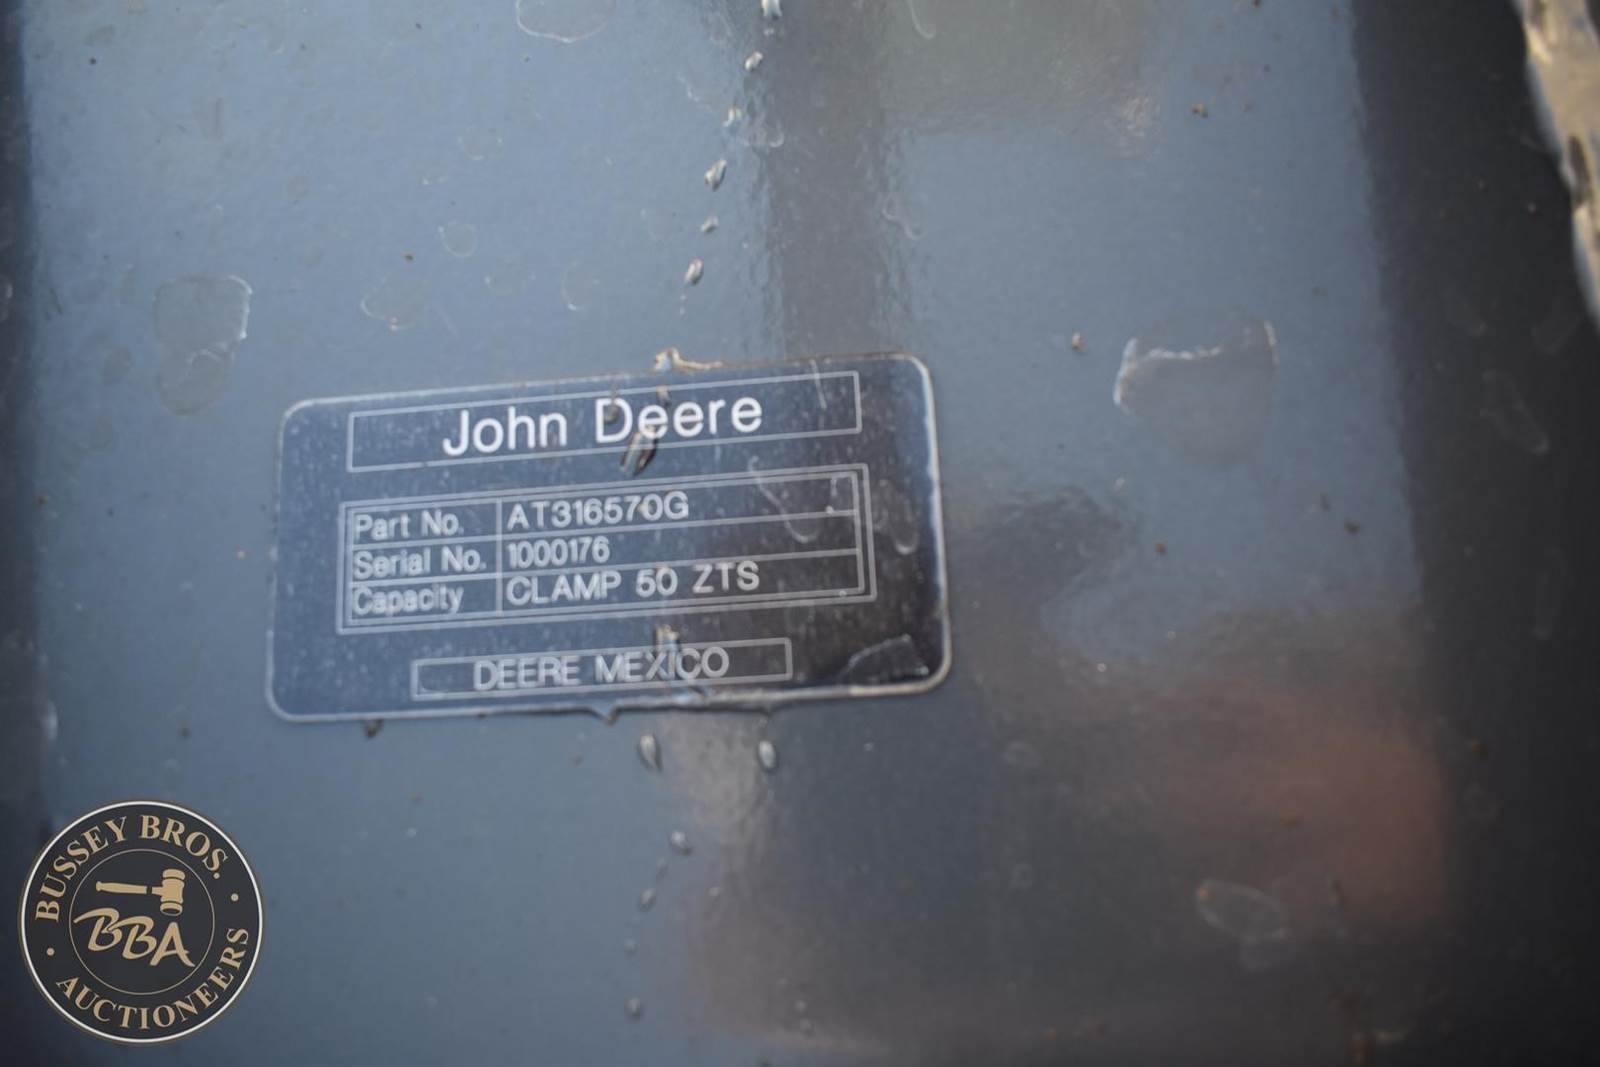 John Deere
Part No. AT316570G
Serial No. 1000176
Capacity CLAMP 50 ZTS
DEERE MEXICO
BUSSEY BROS.
BBA
AUCTIONEERS